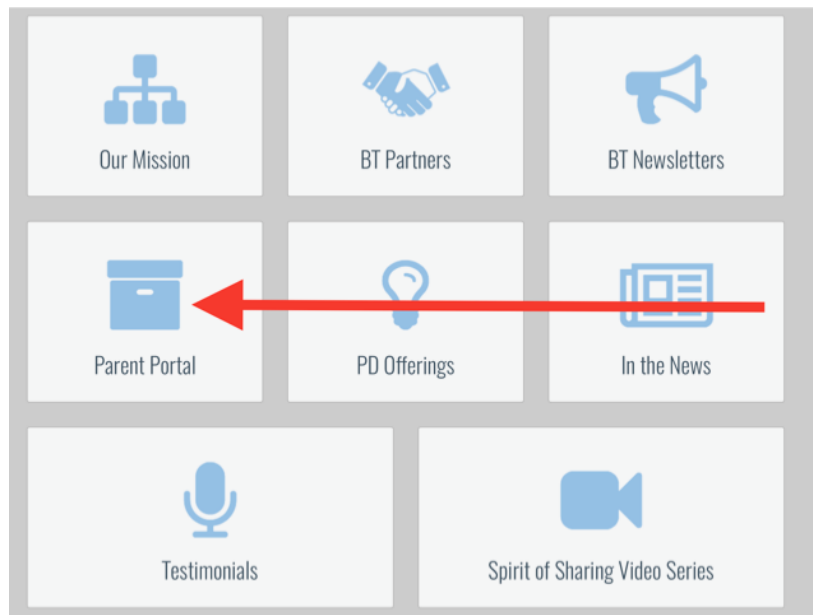 Our Mission
BT Partners
BT Newsletters
Parent Portal
PD Offerings
In the News
Testimonials
Spirit of Sharing Video Series